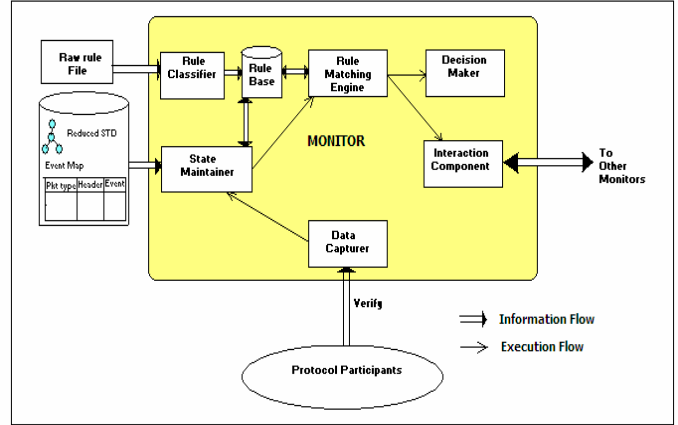 Raw rule
File
Rule
Classifier
Rule
Base
Rule
Matching
Engine
Decision
Maker
Reduced STD
Event Map
Pkt type Header Event
State
Maintainer
MONITOR
Interaction
Component
To
Other
Monitors
Data
Capturer
Verify
Information Flow
Execution Flow
Protocol Participants